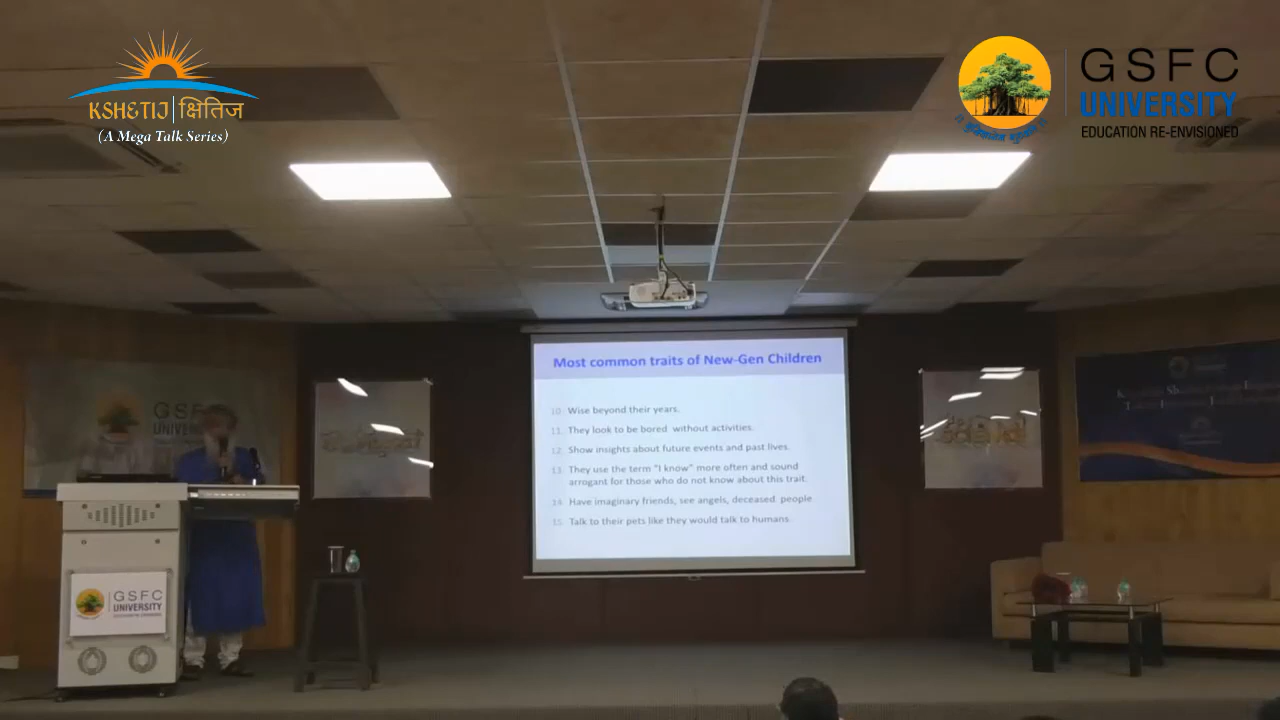 KSHETIJ | क्षितिज
(A Mega Talk Series)
GSFC
UNIVERSITY
EDUCATION RE-ENVISIONED
Most common traits of New-Gen Children
10. Wise beyond their years.
11. They look to be bored without activities.
12. Show insights about future events and past lives.
13. They use the term "I know" more often and sound
arrogant for those who do not know about this trait.
14. Have imaginary friends, see angels, deceased people
15. Talk to their pets like they would talk to humans.
GSFC
UNIVERSITY
EDUCATION RE-ENVISIONED